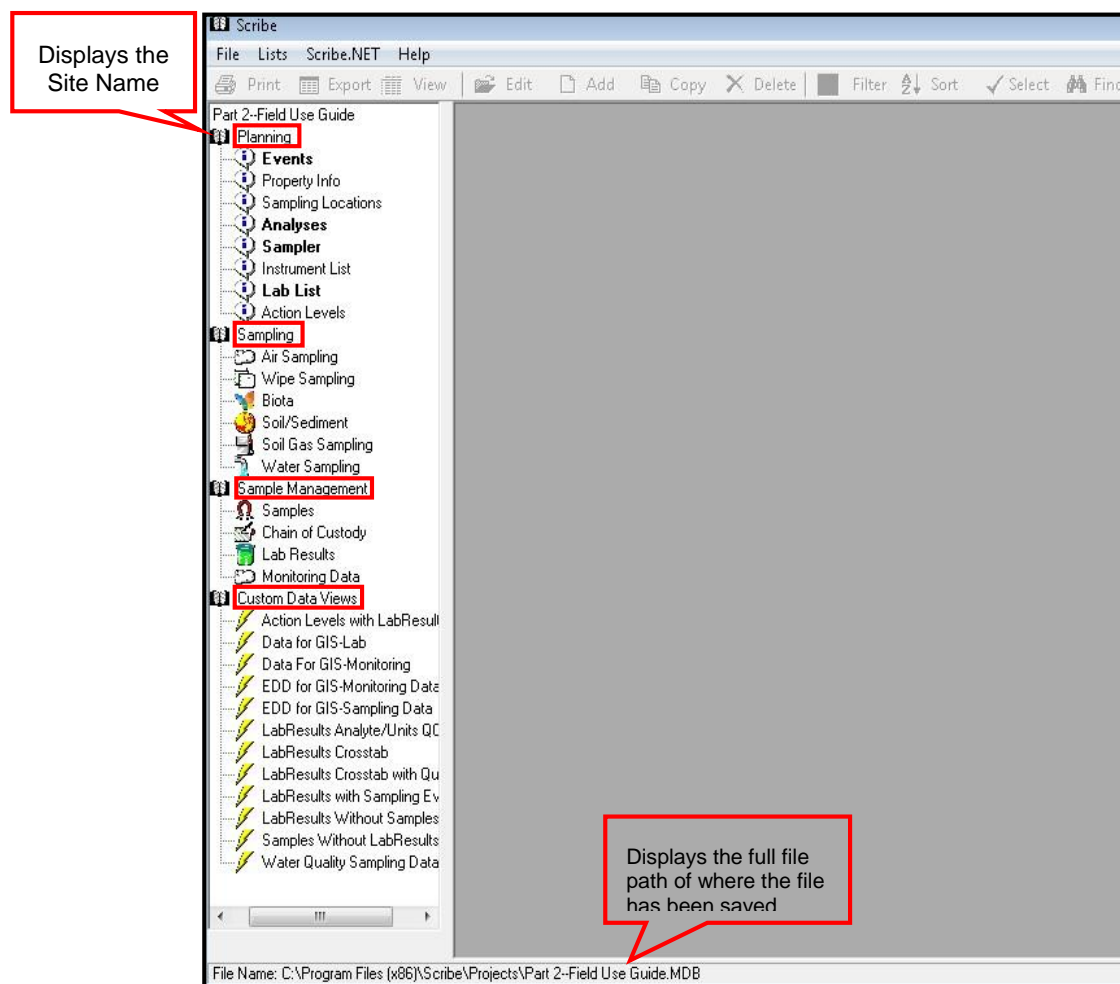 Displays the
Site Name
Scribe
File Lists Scribe.NET Help
Print Export View Edit Add Copy Delete Filter Sort Select Find
Part 2--Field Use Guide
Planning
Events
Property Info
Sampling Locations
Analyses
Sampler
Instrument List
Lab List
Action Levels
Sampling
Air Sampling
Wipe Sampling
Biota
Soil/Sediment
Soil Gas Sampling
Water Sampling
Sample Management
Samples
Chain of Custody
Lab Results
Monitoring Data
Custom Data Views
Action Levels with LabResult
Data for GIS-Lab
Data For GIS-Monitoring
EDD for GIS-Monitoring Data
EDD for GIS-Sampling Data
LabResults Analyte/Units QC
LabResults Crosstab
LabResults Crosstab with Qu
LabResults with Sampling Ev
LabResults Without Samples
Samples Without LabResults
Water Quality Sampling Data
Displays the full file
path of where the file
has been saved
File Name: C:\Program Files (x86)\Scribe\Projects\Part 2--Field Use Guide.MDB